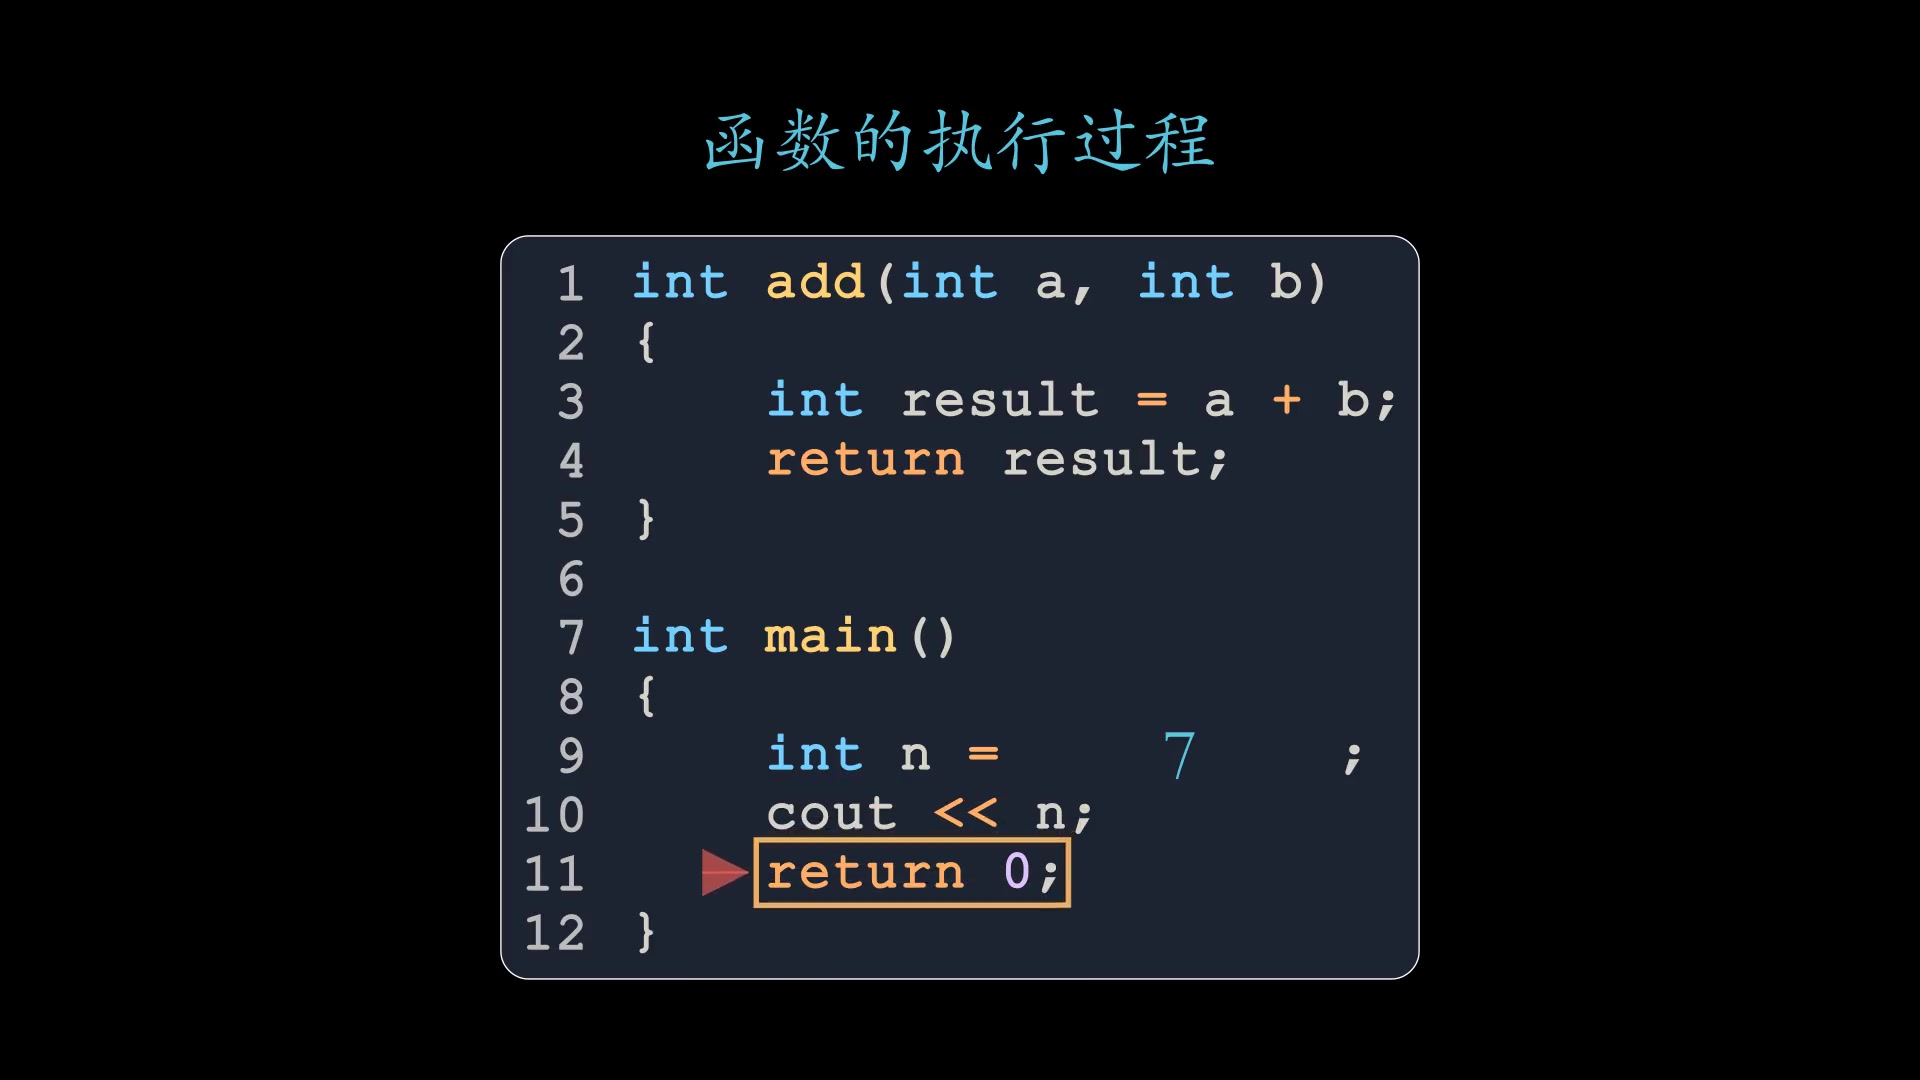 函数的执行过程
1 int add(int a, int b)
2 {
3     int result = a + b;
4     return result;
5 }
6
7 int main()
8 {
9     int n = 7 ;
10     cout << n;
11     return 0;
12 }